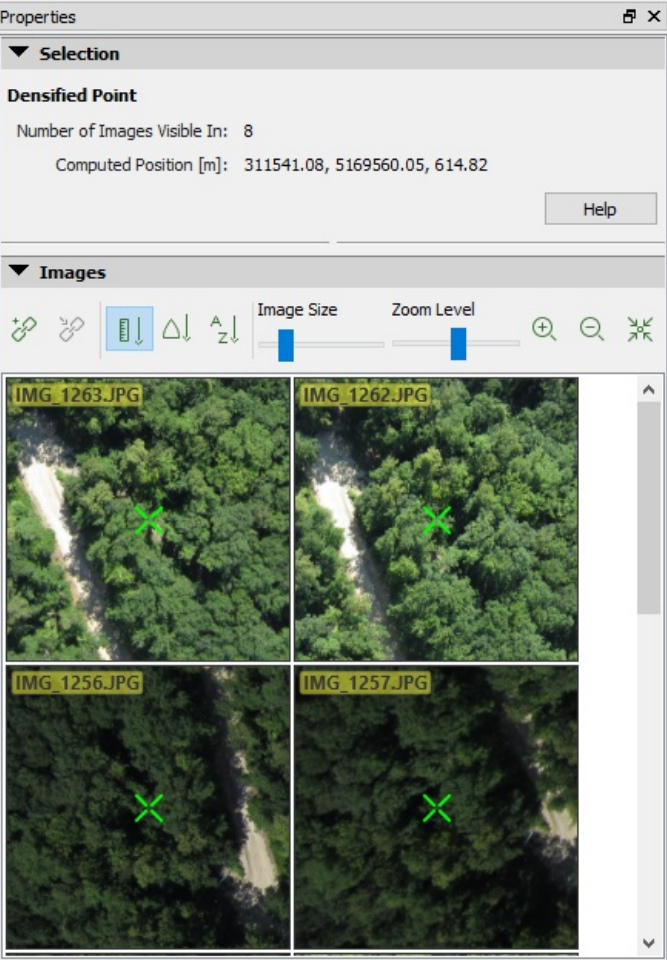 Properties
Selection
Densified Point
Number of Images Visible In: 8
Computed Position [m]: 311541.08, 5169560.05, 614.82
Help
Images
Image Size
Zoom Level
A
Z
IMG_1263.JPG
IMG_1262.JPG
IMG_1256.JPG
IMG_1257.JPG